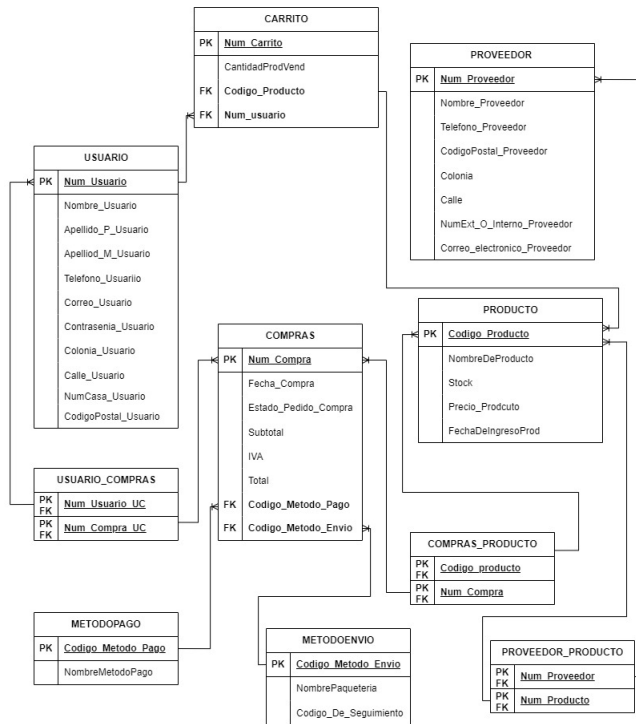 CARRITO
PK Num_Carrito
CantidadProdVend
FK Codigo_Producto
FK Num_usuario
PROVEEDOR
PK Num_Proveedor
Nombre_Proveedor
Telefono_Proveedor
CodigoPostal_Proveedor
Colonia
Calle
NumExt_O_Interno_Proveedor
Correo_electronico_Proveedor
USUARIO
PK Num_Usuario
Nombre_Usuario
Apellido_P_Usuario
Apelliod_M_Usuario
Telefono_Usuariio
Correo_Usuario
Contrasenia_Usuario
Colonia_Usuario
Calle_Usuario
NumCasa_Usuario
CodigoPostal_Usuario
COMPRAS
PK Num_Compra
Fecha_Compra
Estado_Pedido_Compra
Subtotal
IVA
Total
FK Codigo_Metodo_Pago
FK Codigo_Metodo_Envio
PRODUCTO
PK Codigo_Producto
NombreDeProducto
Stock
Precio_Prodcuto
FechaDeIngresoProd
USUARIO_COMPRAS
PK
FK Num_Usuario_UC
PK
FK Num_Compra_UC
COMPRAS_PRODUCTO
PK
FK Codigo_producto
PK
FK Num_Compra
METODOPAGO
PK Codigo_Metodo_Pago
NombreMetodoPago
METODOENVIO
PK Codigo_Metodo_Envio
NombrePaqueteria
Codigo_De_Seguimiento
PROVEEDOR_PRODUCTO
PK
FK Num_Proveedor
PK
FK Num_Producto